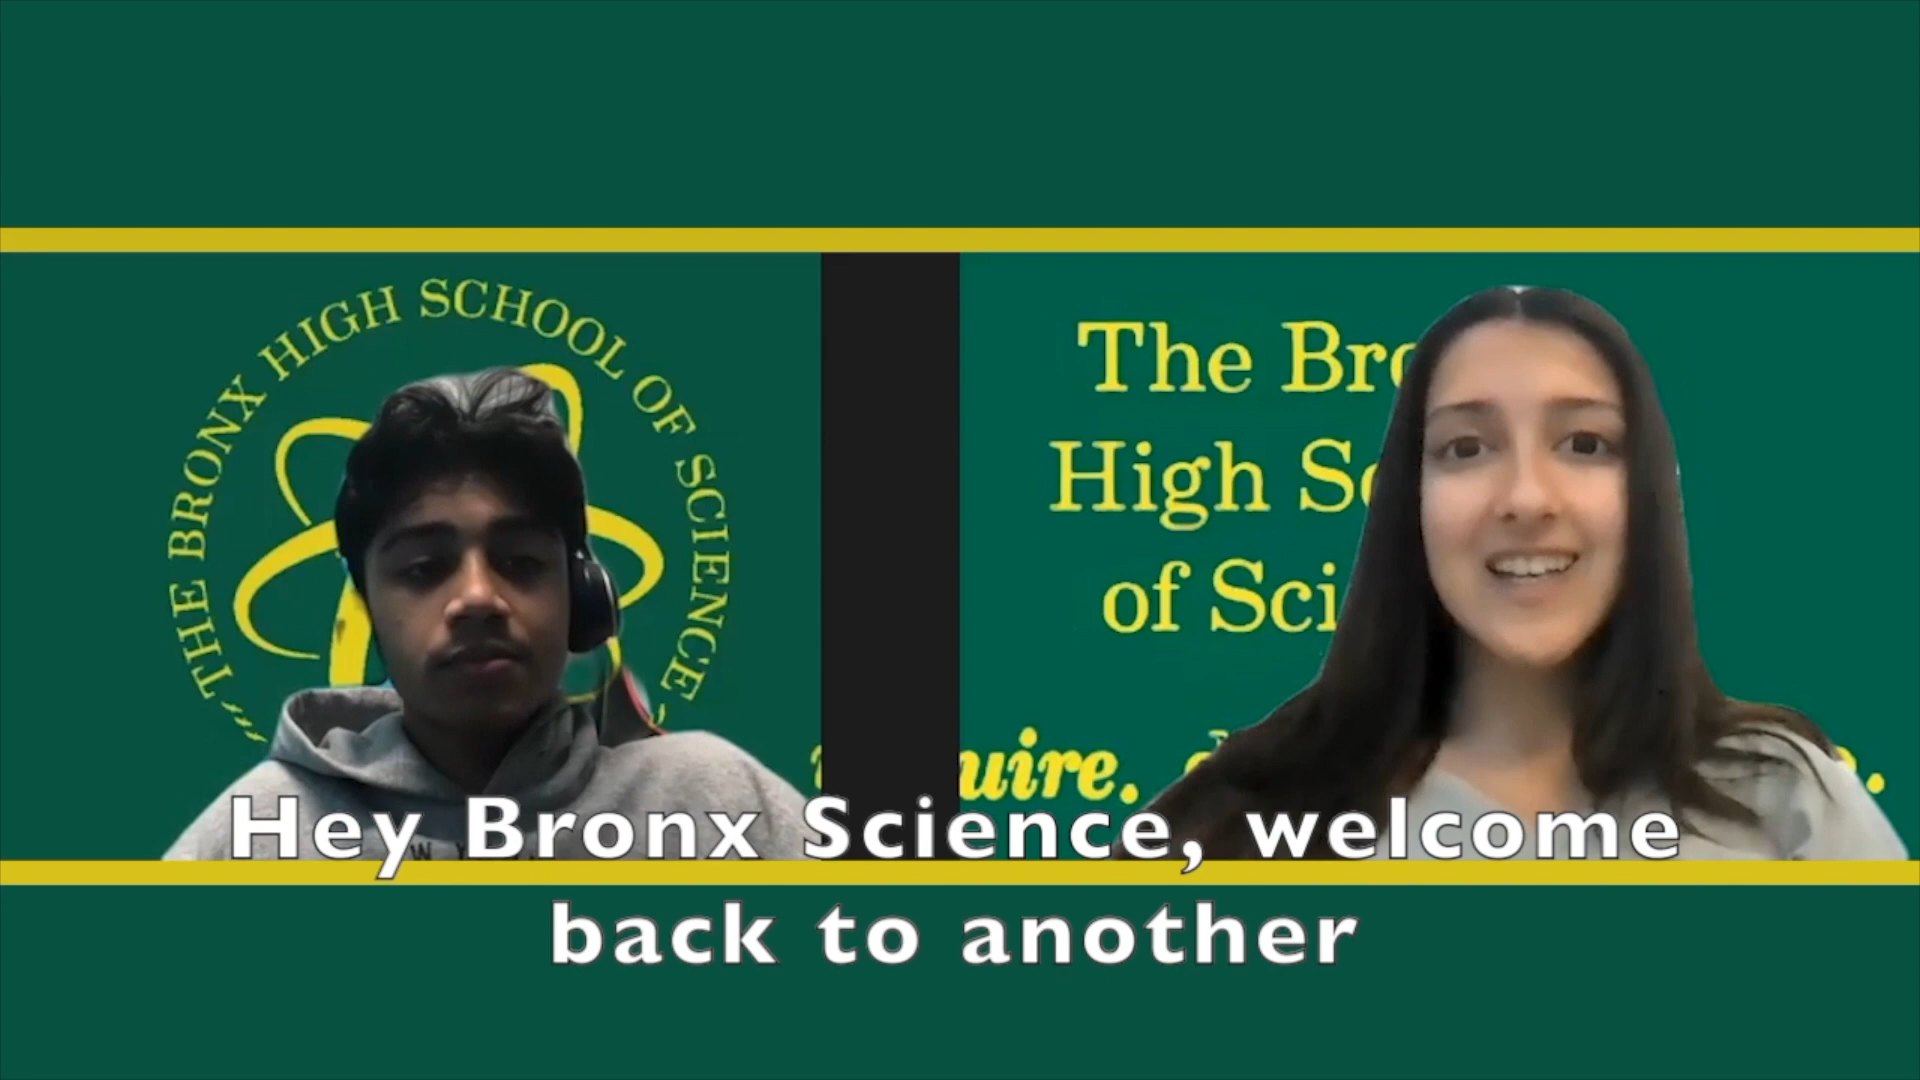 THE BRONX HIGH SCHOOL OF SCIENCE
The Bro
High Sc
of Sci
uire.
Hey Bronx Science, welcome
back to another